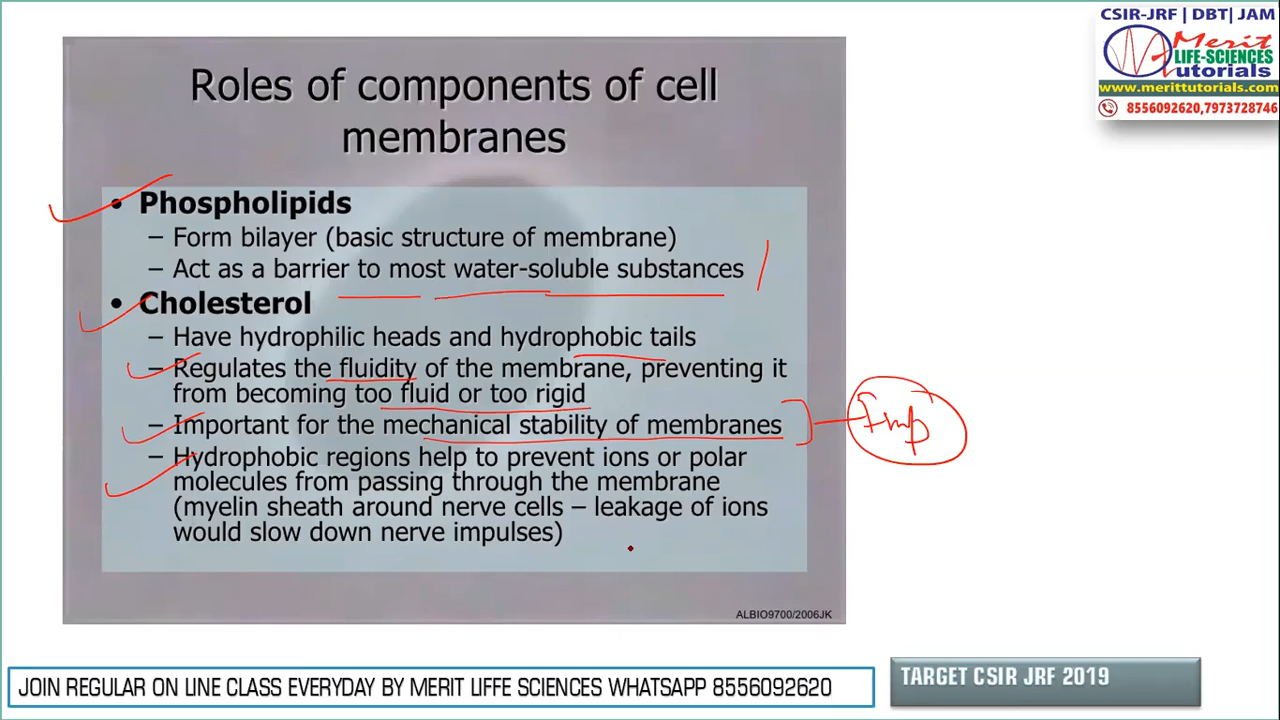 CSIR-JRF | DBT| JAM
Merit
LIFE-SCIENCES
Tutorials
www.merittutorials.com
8556092620,7973728746
Roles of components of cell
membranes
• Phospholipids
– Form bilayer (basic structure of membrane)
– Act as a barrier to most water-soluble substances
• Cholesterol
– Have hydrophilic heads and hydrophobic tails
– Regulates the fluidity of the membrane, preventing it
from becoming too fluid or too rigid
– Important for the mechanical stability of membranes
Imp
– Hydrophobic regions help to prevent ions or polar
molecules from passing through the membrane
(myelin sheath around nerve cells – leakage of ions
would slow down nerve impulses)
ALBIO9700/2006JK
JOIN REGULAR ON LINE CLASS EVERYDAY BY MERIT LIFFE SCIENCES WHATSAPP 8556092620
TARGET CSIR JRF 2019